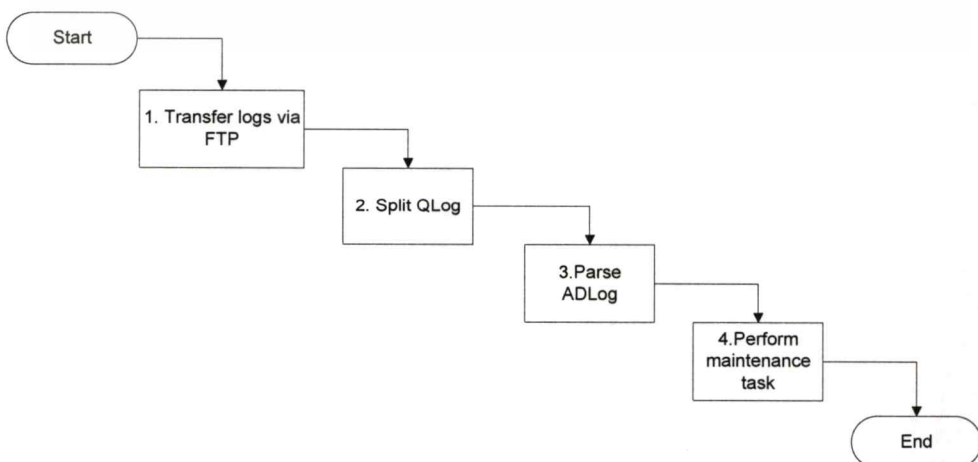 Start
1. Transfer logs via
FTP
2. Split QLog
3.Parse
ADLog
4.Perform
maintenance
task
End